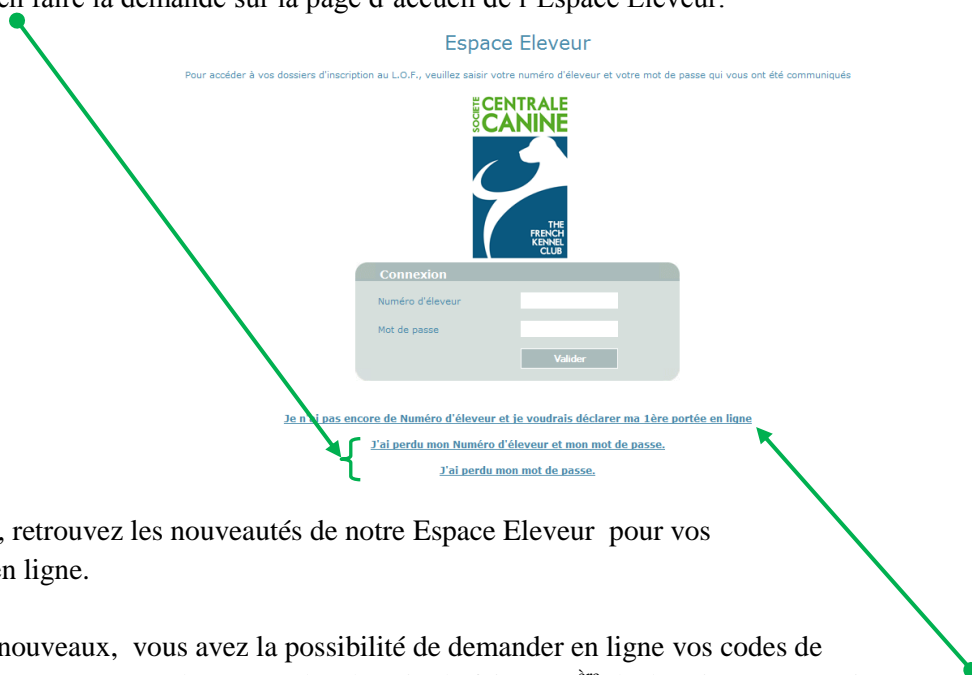 en faire la demande sur la page d'accueil de l'Espace Eleveur.
Espace Eleveur
Pour accéder à vos dossiers d'inscription au L.O.F., veuillez saisir votre numéro d'éleveur et votre mot de passe qui vous ont été communiqués
SOCIETE CENTRALE
CANINE
THE
FRENCH
KENNEL
CLUB
Connexion
Numéro d'éleveur
Mot de passe
Valider
Je n'ai pas encore de Numéro d'éleveur et je voudrais déclarer ma 1ère portée en ligne
J'ai perdu mon Numéro d'éleveur et mon mot de passe.
J'ai perdu mon mot de passe.
, retrouvez les nouveautés de notre Espace Eleveur pour vos
en ligne.
nouveaux, vous avez la possibilité de demander en ligne vos codes de
ère